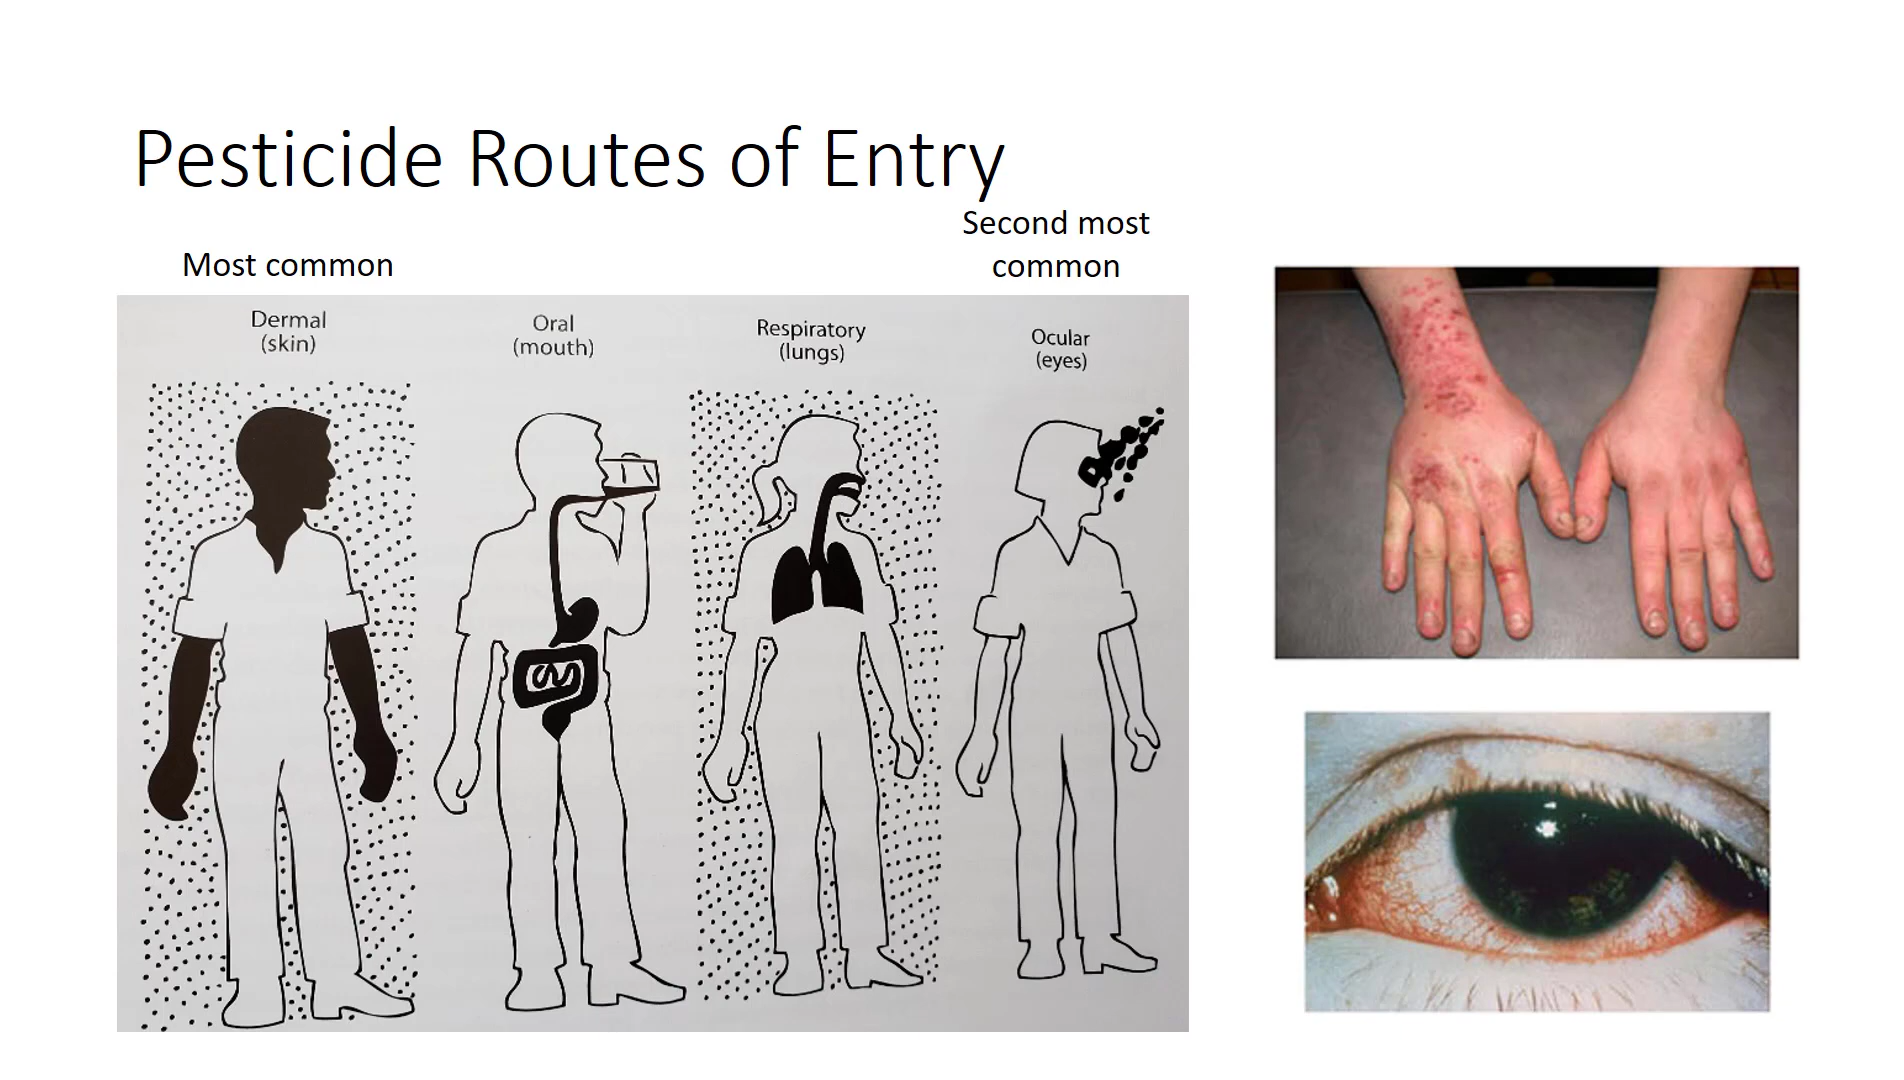 Pesticide Routes of Entry
Most common
Second most
common
Dermal
(skin)
Oral
(mouth)
Respiratory
(lungs)
Ocular
(eyes)